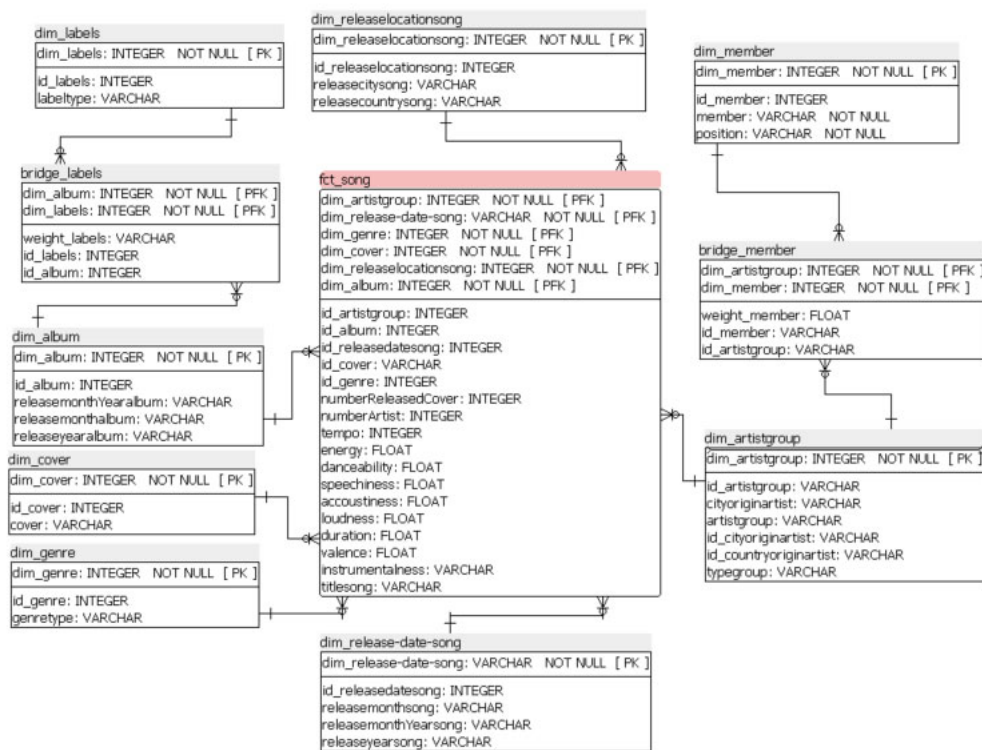 dim_labels
dim_labels: INTEGER NOT NULL [ PK ]
id_labels: INTEGER
labeltype: VARCHAR
bridge_labels
dim_album: INTEGER NOT NULL [ PFK ]
dim_labels: INTEGER NOT NULL [ PFK ]
weight_labels: VARCHAR
id_labels: INTEGER
id_album: INTEGER
dim_album
dim_album: INTEGER NOT NULL [ PK ]
id_album: INTEGER
releasemonthYearalbum: VARCHAR
releasemonthalbum: VARCHAR
releaseyearalbum: VARCHAR
dim_cover
dim_cover: INTEGER NOT NULL [ PK ]
id_cover: INTEGER
cover: VARCHAR
dim_genre
dim_genre: INTEGER NOT NULL [ PK ]
id_genre: INTEGER
genretype: VARCHAR
dim_releaselocationsong
dim_releaselocationsong: INTEGER NOT NULL [ PK ]
id_releaselocationsong: INTEGER
releasecitysong: VARCHAR
releasecountrysong: VARCHAR
fct_song
dim_artistgroup: INTEGER NOT NULL [ PFK ]
dim_release-date-song: VARCHAR NOT NULL [ PFK ]
dim_genre: INTEGER NOT NULL [ PFK ]
dim_cover: INTEGER NOT NULL [ PFK ]
dim_releaselocationsong: INTEGER NOT NULL [ PFK ]
dim_album: INTEGER NOT NULL [ PFK ]
id_artistgroup: INTEGER
id_album: INTEGER
id_releasedatesong: INTEGER
id_cover: VARCHAR
id_genre: INTEGER
numberReleasedCover: INTEGER
numberArtist: INTEGER
tempo: INTEGER
energy: FLOAT
danceability: FLOAT
speechiness: FLOAT
accoustiness: FLOAT
loudness: FLOAT
duration: FLOAT
valence: FLOAT
instrumentalness: VARCHAR
titlesong: VARCHAR
dim_release-date-song
dim_release-date-song: VARCHAR NOT NULL [ PK ]
id_releasedatesong: INTEGER
releasemonthsong: VARCHAR
releasemonthYearsong: VARCHAR
releaseyearsong: VARCHAR
dim_member
dim_member: INTEGER NOT NULL [ PK ]
id_member: INTEGER
member: VARCHAR NOT NULL
position: VARCHAR NOT NULL
bridge_member
dim_artistgroup: INTEGER NOT NULL [ PFK ]
dim_member: INTEGER NOT NULL [ PFK ]
weight_member: FLOAT
id_member: VARCHAR
id_artistgroup: VARCHAR
dim_artistgroup
dim_artistgroup: INTEGER NOT NULL [ PK ]
id_artistgroup: VARCHAR
cityoriginartist: VARCHAR
artistgroup: VARCHAR
id_cityoriginartist: VARCHAR
id_countryoriginartist: VARCHAR
typegroup: VARCHAR